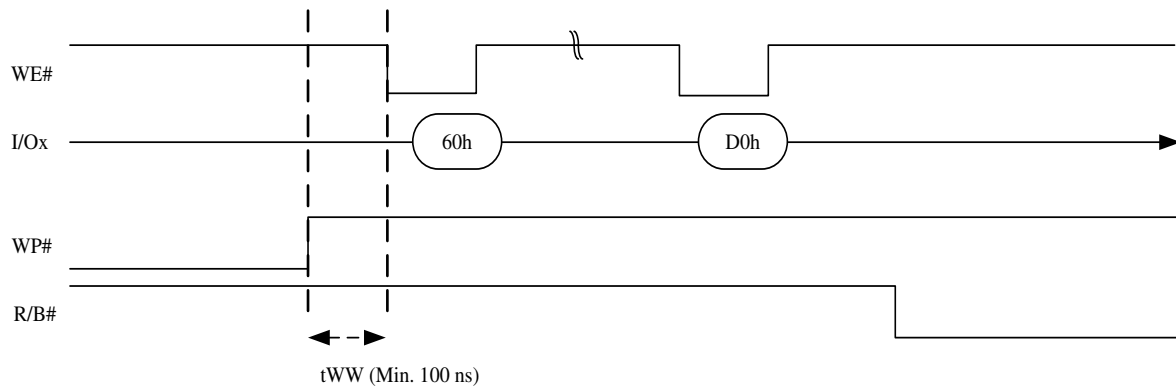 WE#
I/Ox
60h
D0h
WP#
R/B#
tWW (Min. 100 ns)